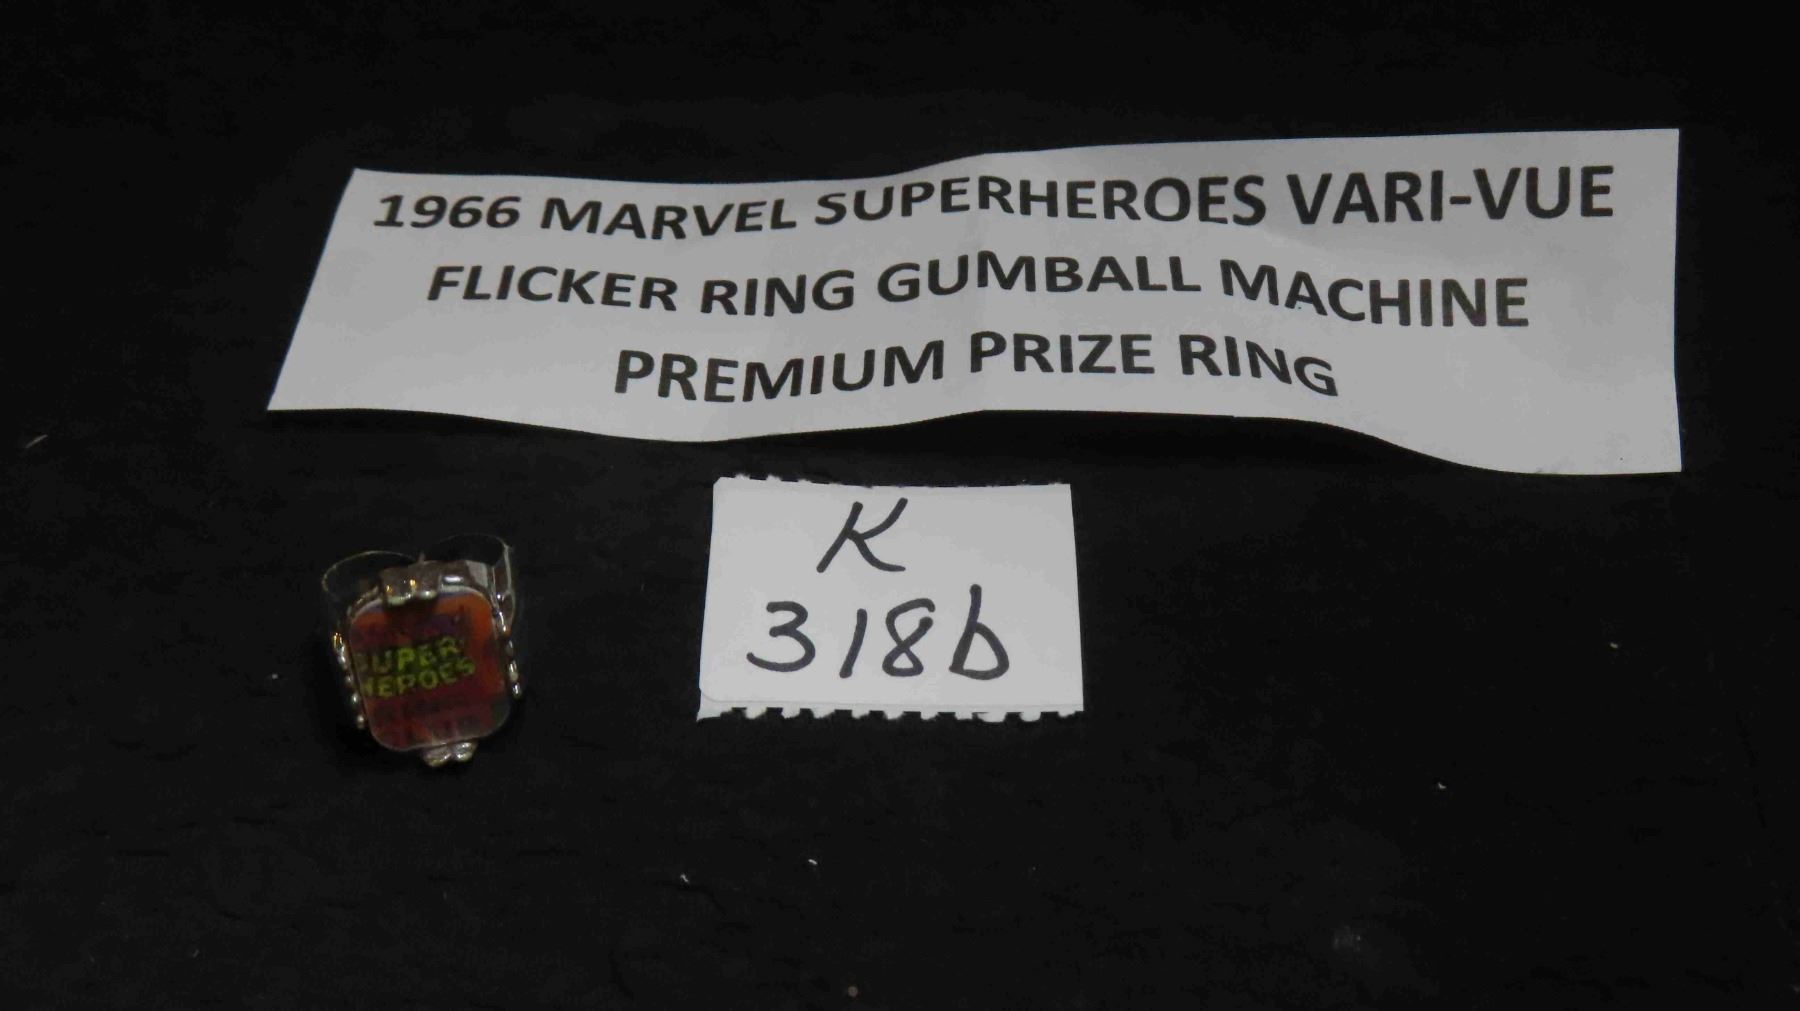 1966 MARVEL SUPERHEROES VARI-VUE
FLICKER RING GUMBALL MACHINE
PREMIUM PRIZE RING
K
318b
SUPER
HEROES